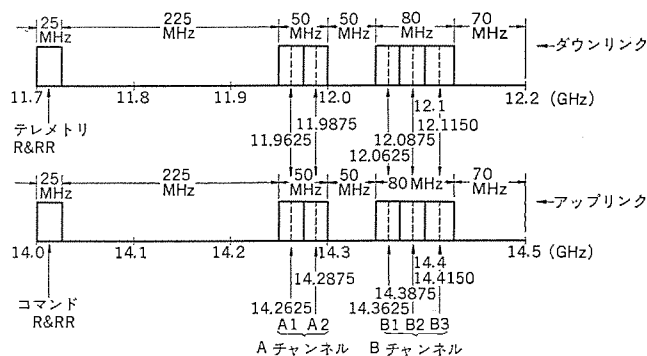 25 MHz 225 MHz 50 MHz 50 MHz 80 MHz 70 MHz
ダウンリンク
11.7 11.8 11.9 12.0 12.1 12.2 (GHz)
テレメトリ
R&RR
11.9625
11.9875
12.0625
12.0875
12.1150
25 MHz 225 MHz 50 MHz 50 MHz 80 MHz 70 MHz
アップリンク
14.0 14.1 14.2 14.3 14.4 14.5 (GHz)
コマンド
R&RR
14.2625
14.2875
14.3625
14.3875
14.4150
A1 A2 B1 B2 B3
Aチャンネル Bチャンネル